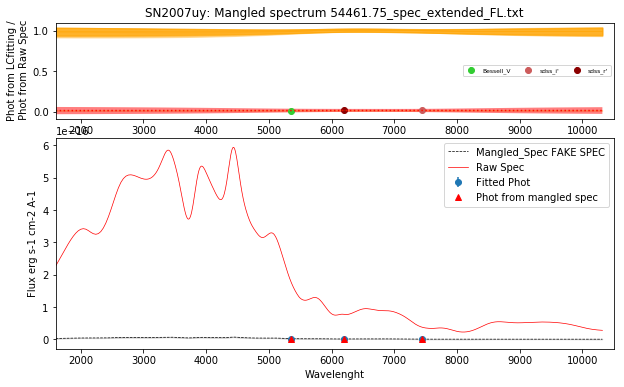 SN2007uy: Mangled spectrum 54461.75_spec_extended_FL.txt
Phot from LCfitting /
Phot from Raw Spec
1.0
0.5
0.0
Bessell_V
sdss_i'
sdss_r'
2000 3000 4000 5000 6000 7000 8000 9000 10000
1e−16
Flux erg s-1 cm-2 A-1
6
5
4
3
2
1
0
Mangled_Spec FAKE SPEC
Raw Spec
Fitted Phot
Phot from mangled spec
2000 3000 4000 5000 6000 7000 8000 9000 10000
Wavelenght